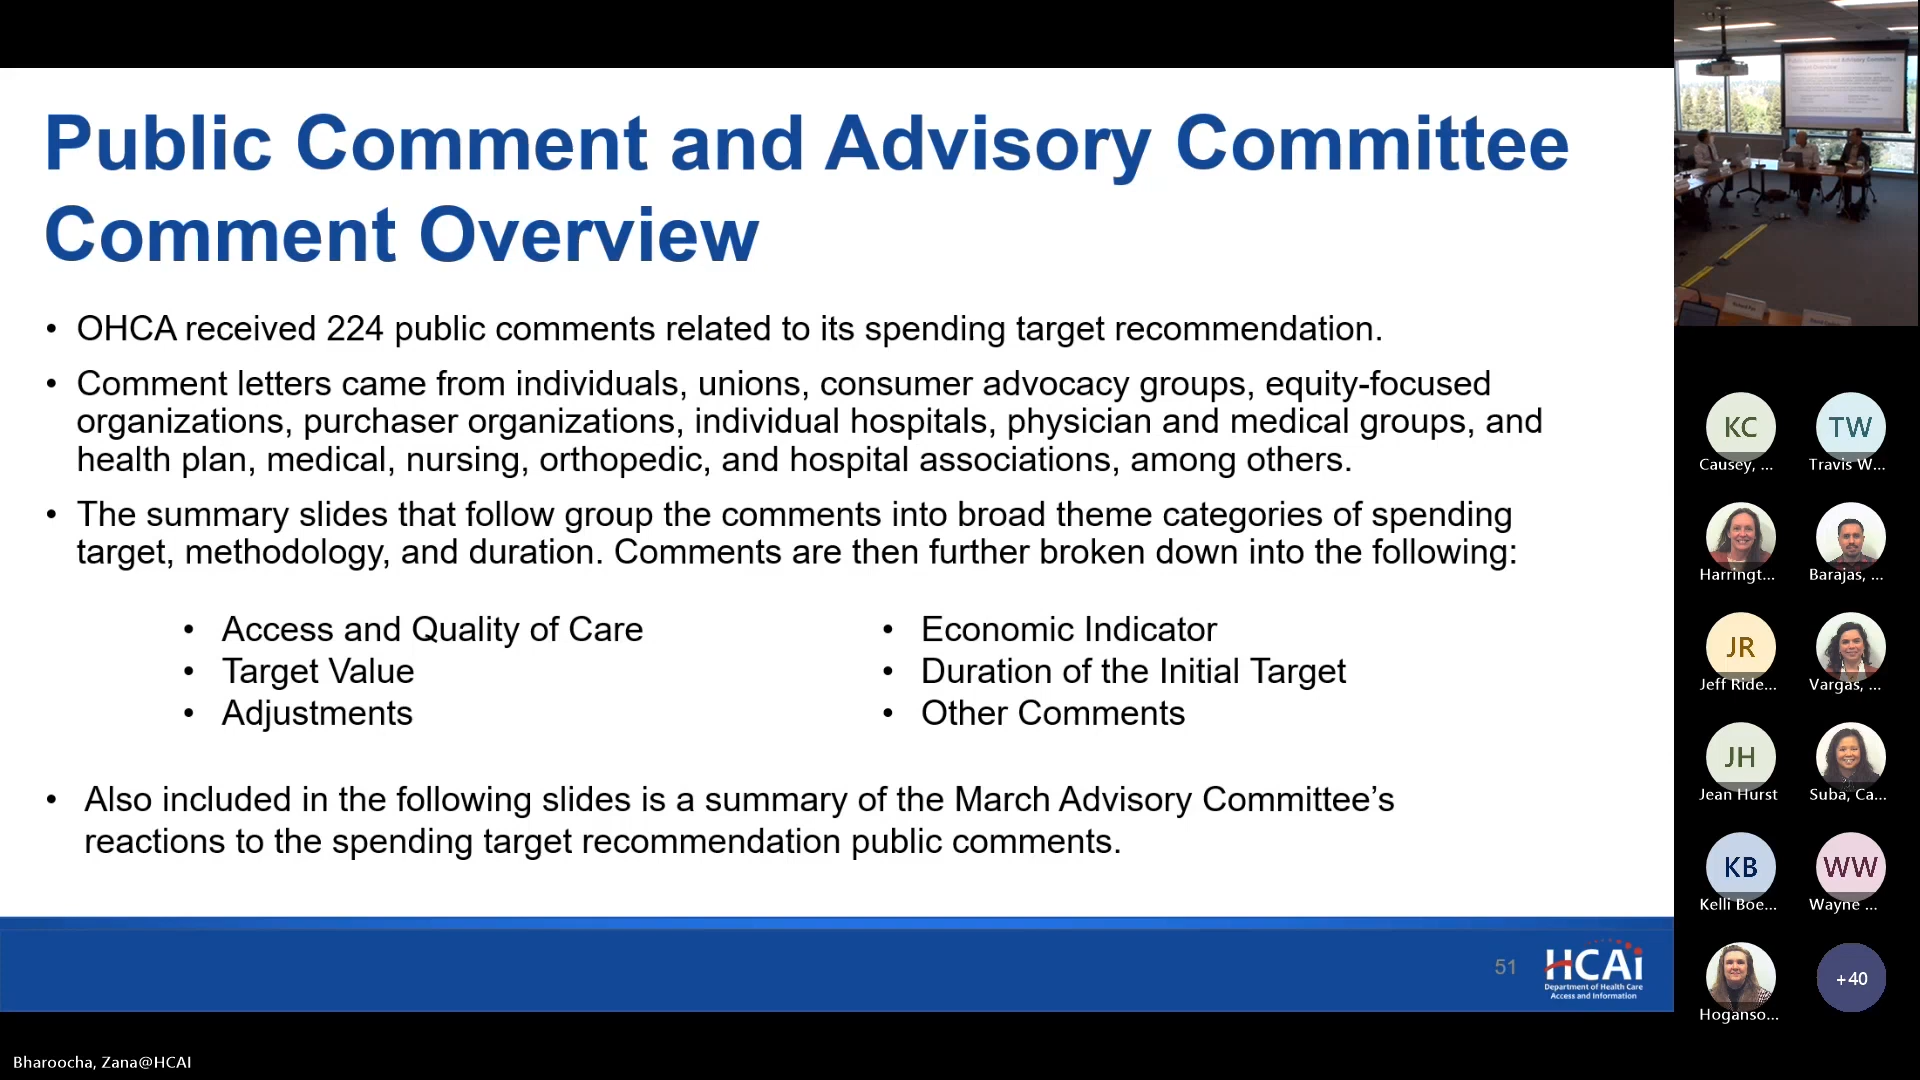 Public Comment and Advisory Committee
Comment Overview
• OHCA received 224 public comments related to its spending target recommendation.
• Comment letters came from individuals, unions, consumer advocacy groups, equity-focused
organizations, purchaser organizations, individual hospitals, physician and medical groups, and
health plan, medical, nursing, orthopedic, and hospital associations, among others.
• The summary slides that follow group the comments into broad theme categories of spending
target, methodology, and duration. Comments are then further broken down into the following:
• Access and Quality of Care
• Target Value
• Adjustments
• Economic Indicator
• Duration of the Initial Target
• Other Comments
• Also included in the following slides is a summary of the March Advisory Committee’s
reactions to the spending target recommendation public comments.
51
HCAi
Department of Health Care
Access and Information
Bharoocha, Zana@HCAI
Public Comment and Advisory Committee
Comment Overview
KC
Causey, ...
TW
Travis W...
Harringt...
Barajas, ...
JR
Jeff Ride...
Vargas, ...
JH
Jean Hurst
Suba, Ca...
KB
Kelli Boe...
WW
Wayne ...
Hoganso...
+40